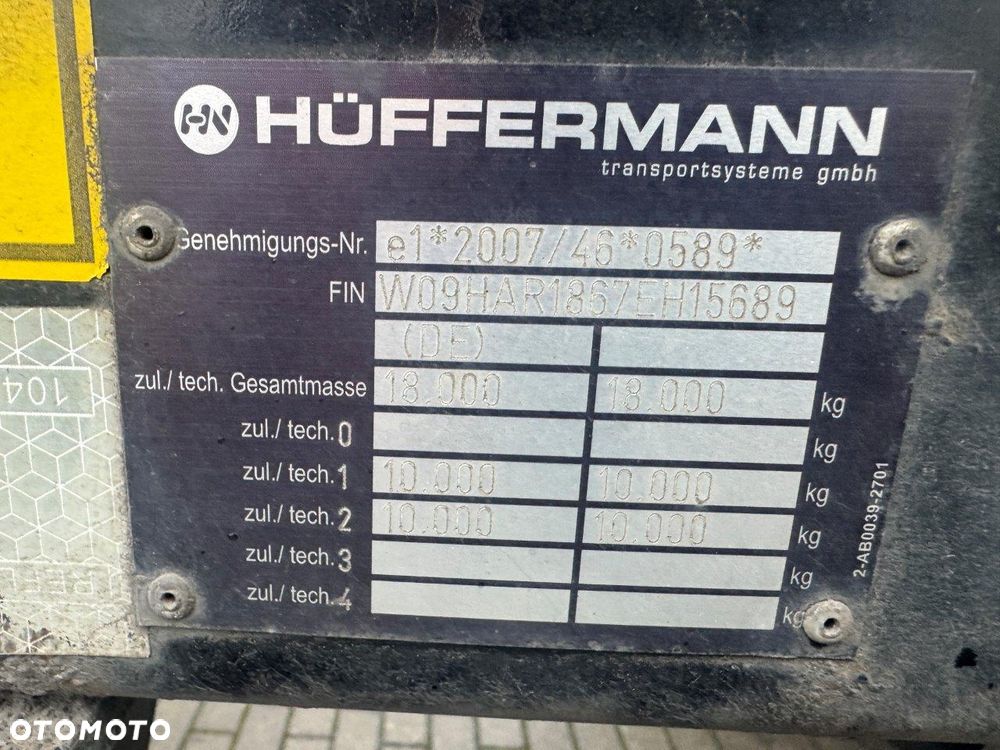 HN HÜFFERMANN
transportsysteme gmbh
Genehmigungs-Nr. e1*2007/46*0589*
FIN W09HAR1867EH15689
(DE)
zul./ tech. Gesamtmasse 18.000 18.000 kg
zul./ tech. 0 kg
zul./ tech. 1 10.000 10.000 kg
zul./ tech. 2 10.000 10.000 kg
zul./ tech. 3 kg
zul./ tech. 4 kg
2-AB0039-2701
104
OTOMOTO